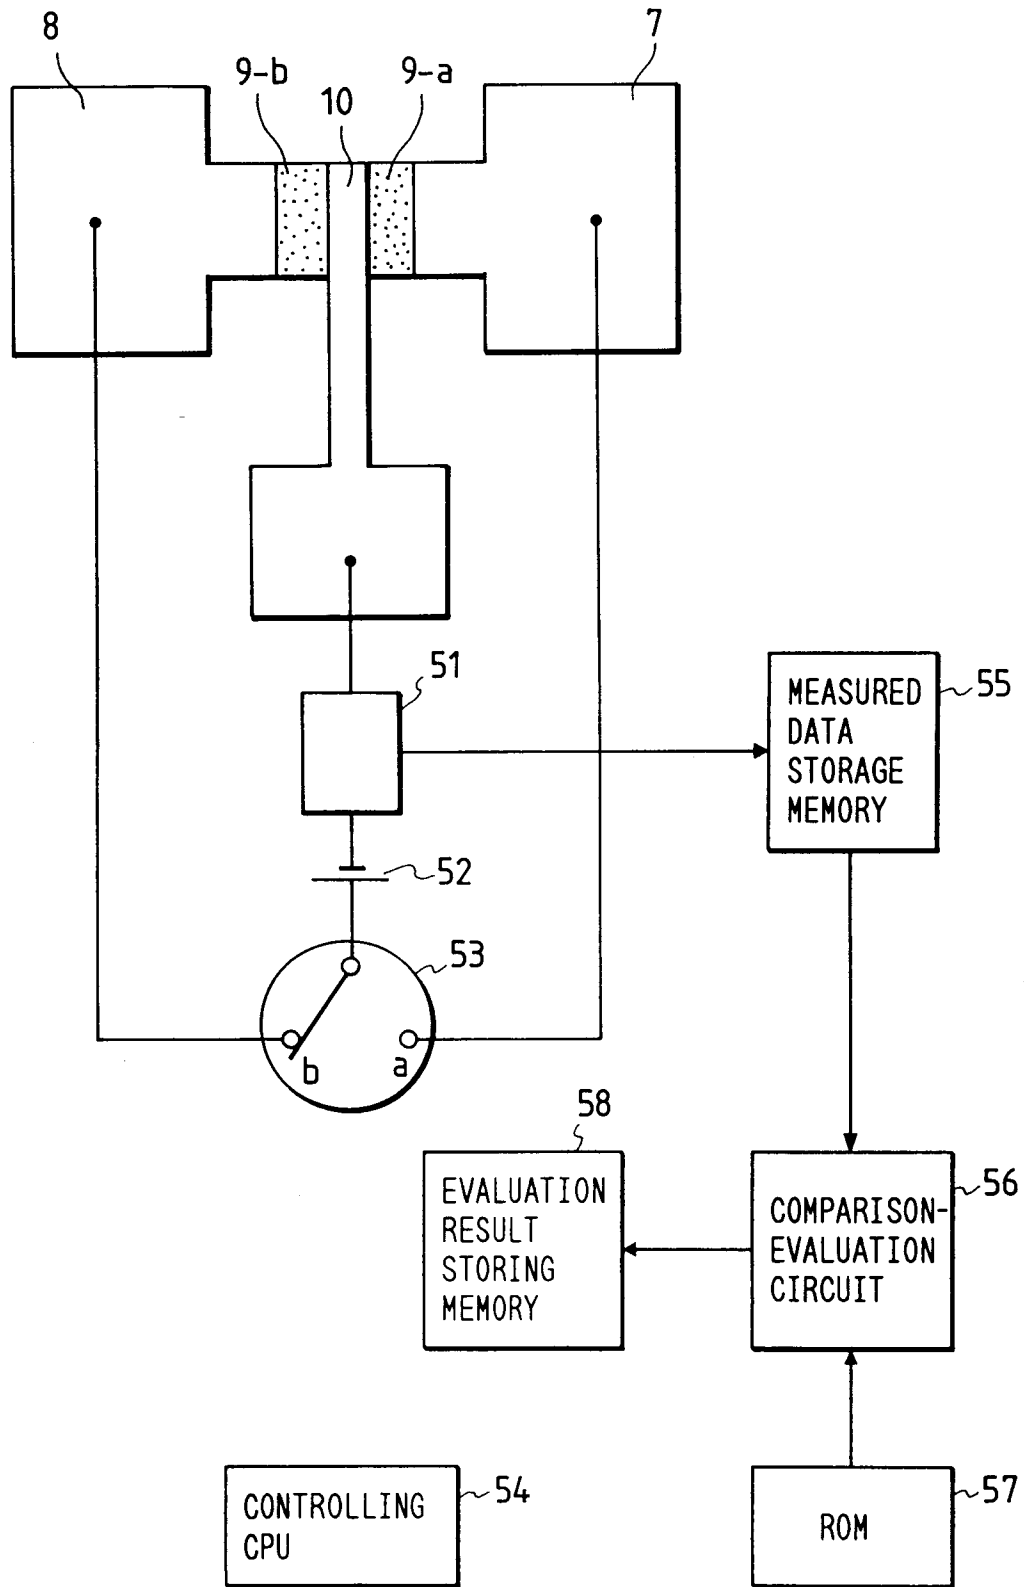 8
7
9-b
9-a
10
51
MEASURED
DATA
STORAGE
MEMORY
55
52
53
b
a
58
EVALUATION
RESULT
STORING
MEMORY
COMPARISON-
EVALUATION
CIRCUIT
56
CONTROLLING
CPU
54
ROM
57